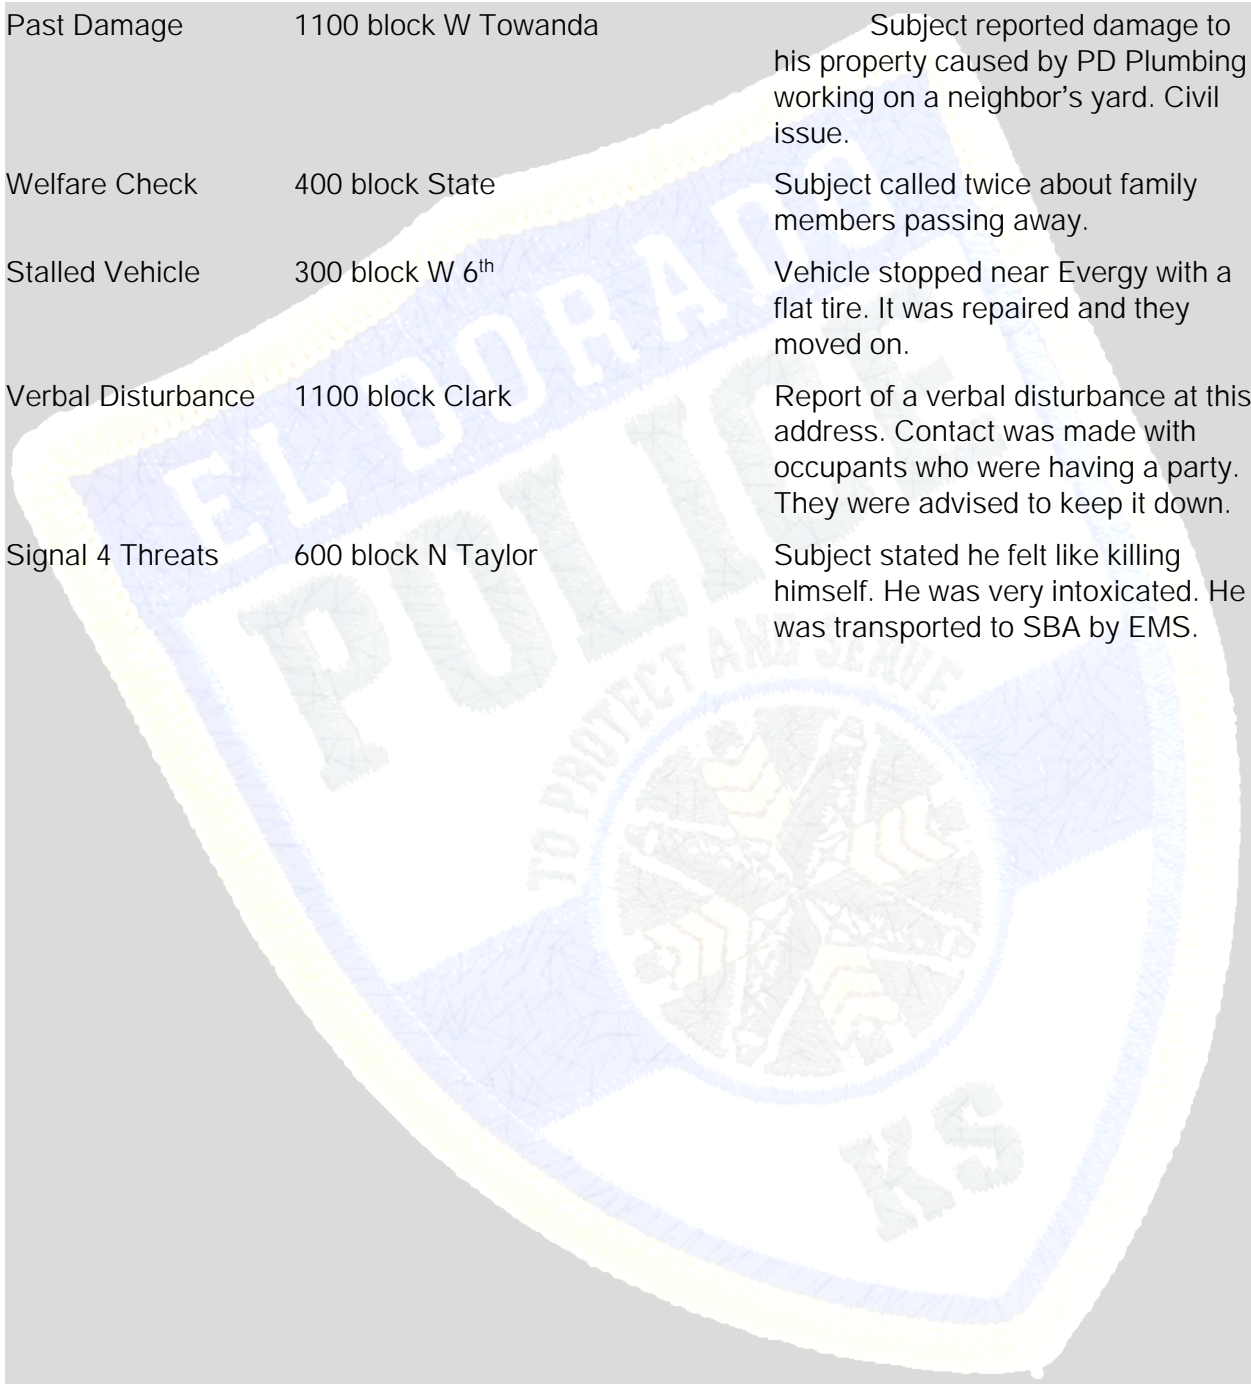 Past Damage 1100 block W Towanda Subject reported damage to
his property caused by PD Plumbing
working on a neighbor’s yard. Civil
issue.
Welfare Check 400 block State Subject called twice about family
members passing away.
Stalled Vehicle 300 block W 6th Vehicle stopped near Evergy with a
flat tire. It was repaired and they
moved on.
Verbal Disturbance 1100 block Clark Report of a verbal disturbance at this
address. Contact was made with
occupants who were having a party.
They were advised to keep it down.
Signal 4 Threats 600 block N Taylor Subject stated he felt like killing
himself. He was very intoxicated. He
was transported to SBA by EMS.
EL DORADO
POLICE
TO PROTECT AND SERVE
KS